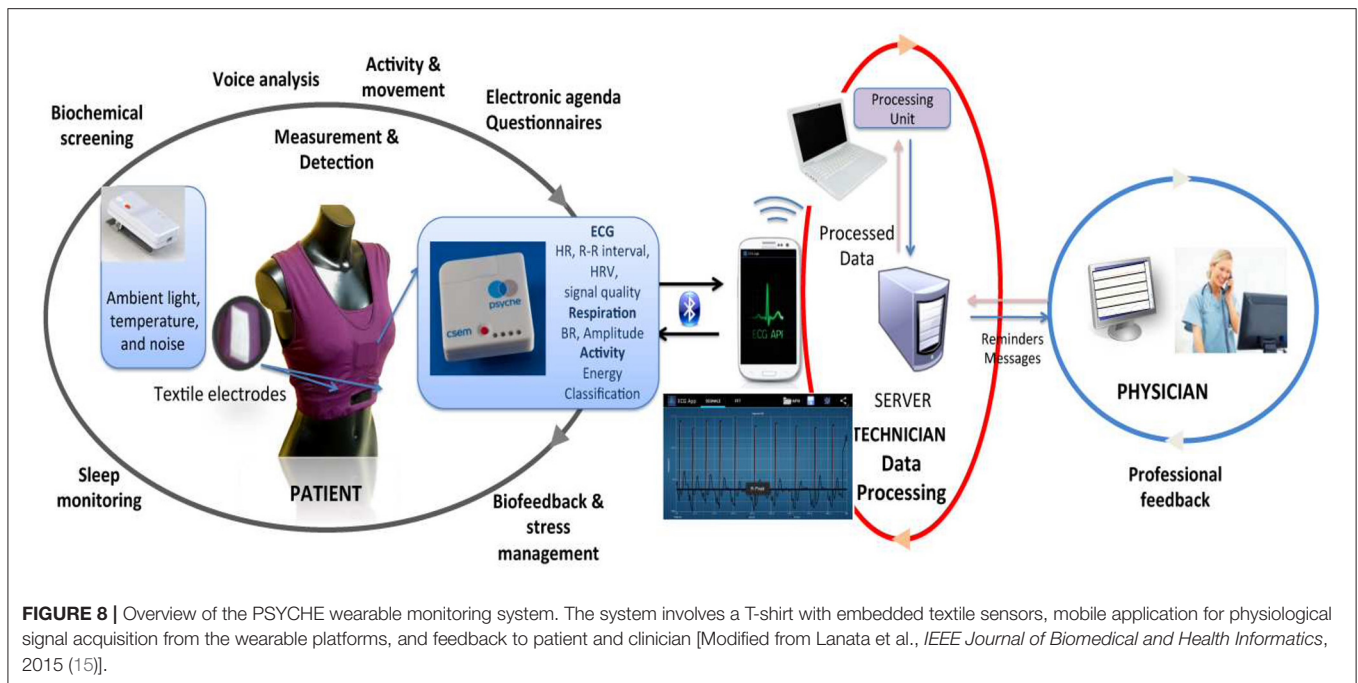 Voice analysis
Activity &
movement
Electronic agenda
Questionnaires
Biochemical
screening
Measurement &
Detection
Ambient light,
temperature,
and noise
Textile electrodes
PATIENT
Sleep
monitoring
Biofeedback &
stress
management
psyche
csem
ECG
HR, R-R interval,
HRV,
signal quality
Respiration
BR, Amplitude
Activity
Energy
Classification
ECG API
ECG App
SIGNALS
R-Peak
Processing
Unit
Processed
Data
SERVER
TECHNICIAN
Data
Processing
Reminders
Messages
PHYSICIAN
Professional
feedback
FIGURE 8 | Overview of the PSYCHE wearable monitoring system. The system involves a T-shirt with embedded textile sensors, mobile application for physiological
signal acquisition from the wearable platforms, and feedback to patient and clinician [Modified from Lanata et al., IEEE Journal of Biomedical and Health Informatics,
2015 (15)].